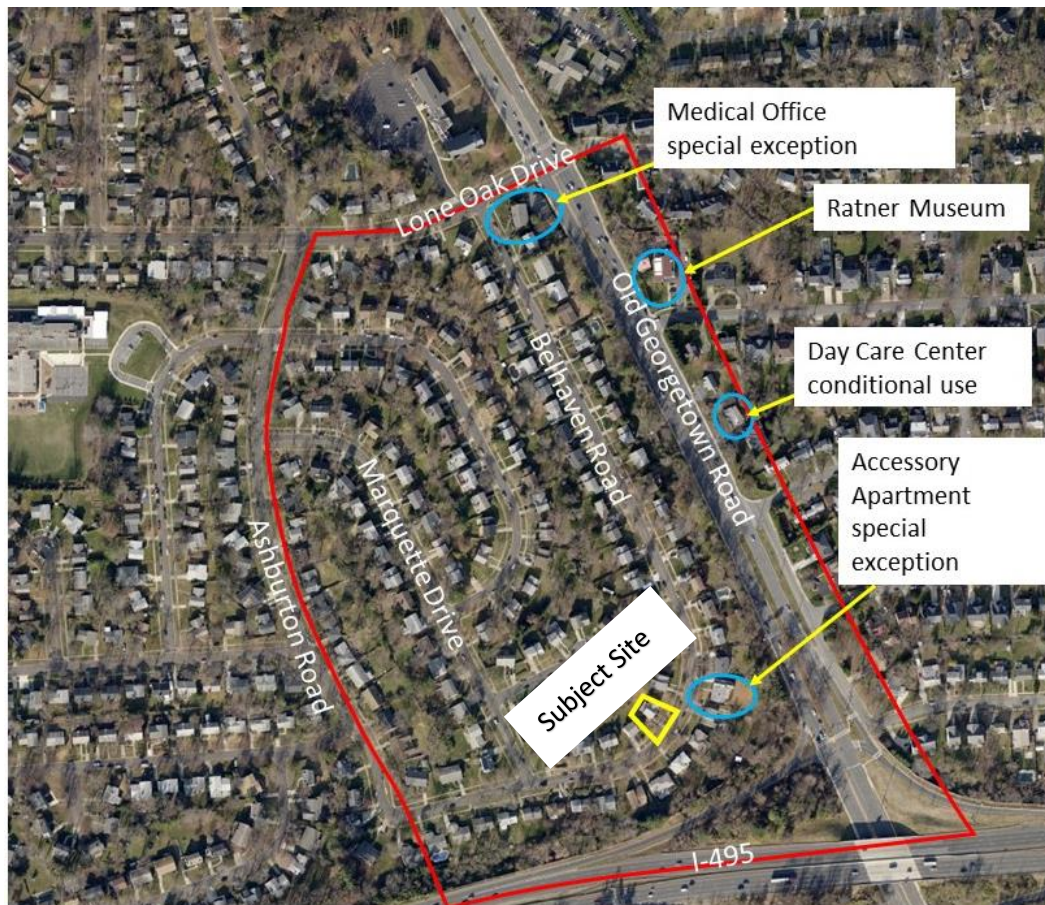 Medical Office
special exception
Ratner Museum
Day Care Center
conditional use
Accessory
Apartment
special
exception
Lone Oak Drive
Old Georgetown Road
Belhaven Road
Marquette Drive
Ashburton Road
Subject Site
I-495